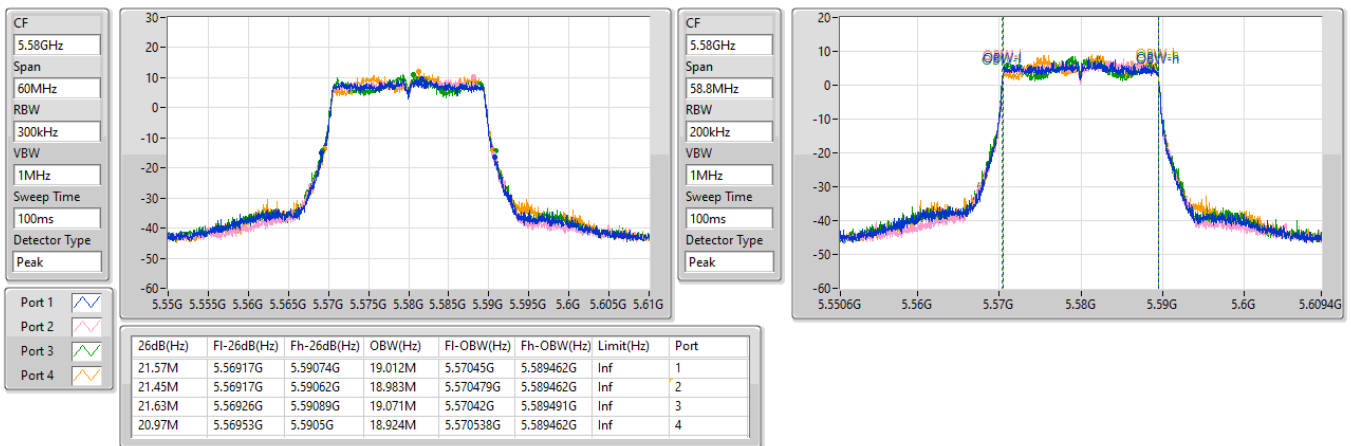 CF
5.58GHz
Span
60MHz
RBW
300kHz
VBW
1MHz
Sweep Time
100ms
Detector Type
Peak
30
20
10
0
-10
-20
-30
-40
-50
-60
5.55G 5.555G 5.56G 5.565G 5.57G 5.575G 5.58G 5.585G 5.59G 5.595G 5.6G 5.605G 5.61G
CF
5.58GHz
Span
58.8MHz
RBW
200kHz
VBW
1MHz
Sweep Time
100ms
Detector Type
Peak
20
10
0
-10
-20
-30
-40
-50
-60
OBW-l OBW-h
5.5506G 5.56G 5.57G 5.58G 5.59G 5.6G 5.6094G
Port 1
Port 2
Port 3
Port 4
26dB(Hz) Fl-26dB(Hz) Fh-26dB(Hz) OBW(Hz) Fl-OBW(Hz) Fh-OBW(Hz) Limit(Hz) Port
21.57M 5.56917G 5.59074G 19.012M 5.57045G 5.589462G Inf 1
21.45M 5.56917G 5.59062G 18.983M 5.570479G 5.589462G Inf 2
21.63M 5.56926G 5.59089G 19.071M 5.57042G 5.589491G Inf 3
20.97M 5.56953G 5.5905G 18.924M 5.570538G 5.589462G Inf 4